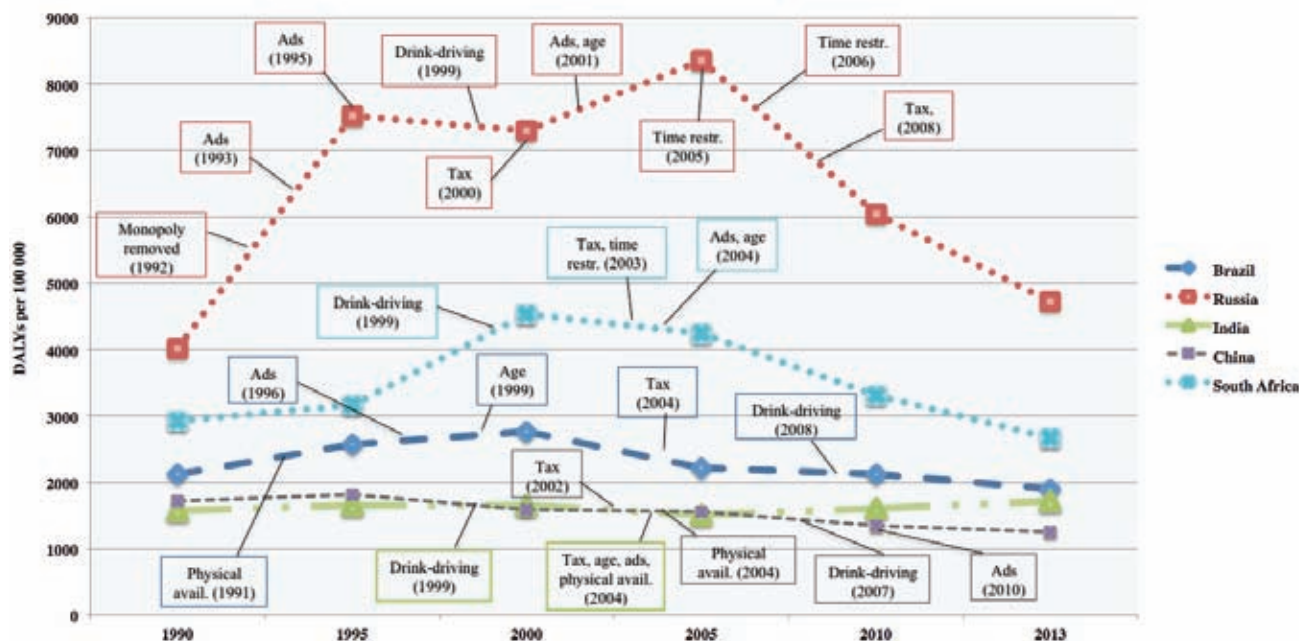 9000
8000
7000
6000
5000
4000
3000
2000
1000
0
DALYs per 100 000
Ads
(1995)
Drink-driving
(1999)
Ads, age
(2001)
Time restr.
(2006)
Ads
(1993)
Tax
(2000)
Time restr.
(2005)
Tax,
(2008)
Monopoly
removed
(1992)
Tax, time
restr. (2003)
Ads, age
(2004)
Drink-driving
(1999)
Ads
(1996)
Age
(1999)
Tax
(2004)
Drink-driving
(2008)
Tax
(2002)
Physical
avail. (1991)
Drink-driving
(1999)
Tax, age, ads,
physical avail.
(2004)
Physical
avail. (2004)
Drink-driving
(2007)
Ads
(2010)
1990
1995
2000
2005
2010
2013
Brazil
Russia
India
China
South Africa